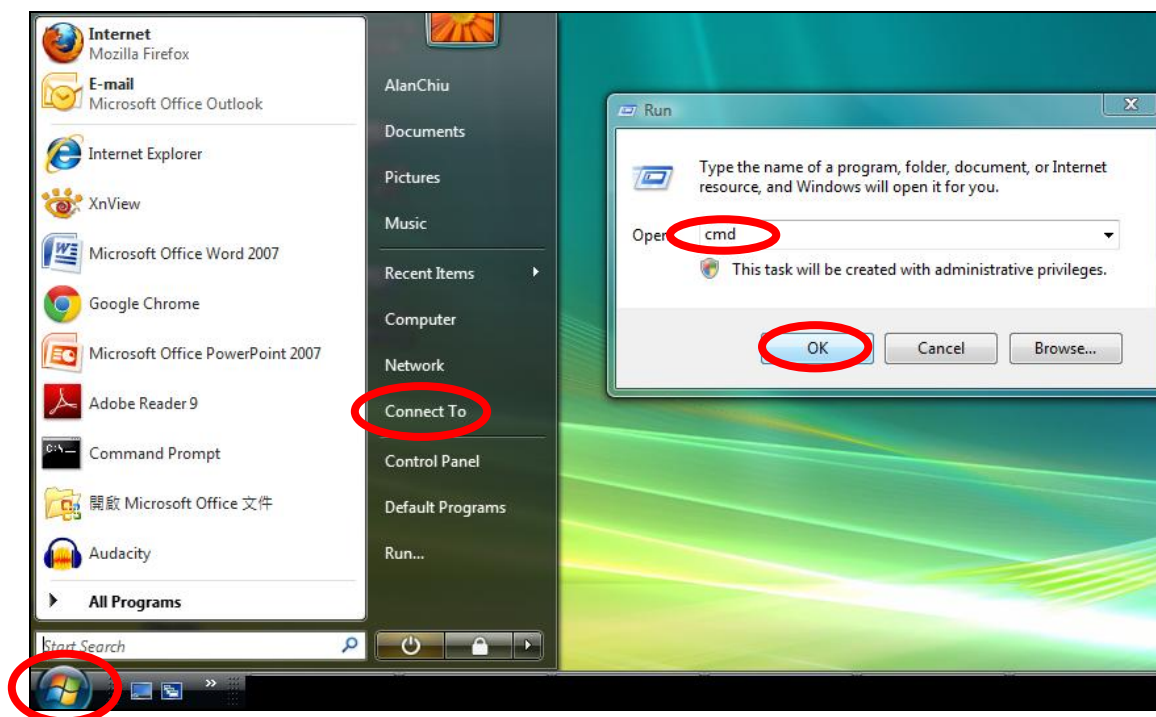 Internet
Mozilla Firefox
E-mail
Microsoft Office Outlook
Internet Explorer
XnView
Microsoft Office Word 2007
Google Chrome
Microsoft Office PowerPoint 2007
Adobe Reader 9
C:\_
Command Prompt
開啟 Microsoft Office 文件
Audacity
All Programs
Start Search
AlanChiu
Documents
Pictures
Music
Recent Items
Computer
Network
Connect To
Control Panel
Default Programs
Run...
»
Run
X
Type the name of a program, folder, document, or Internet
resource, and Windows will open it for you.
Open
cmd
This task will be created with administrative privileges.
OK
Cancel
Browse...